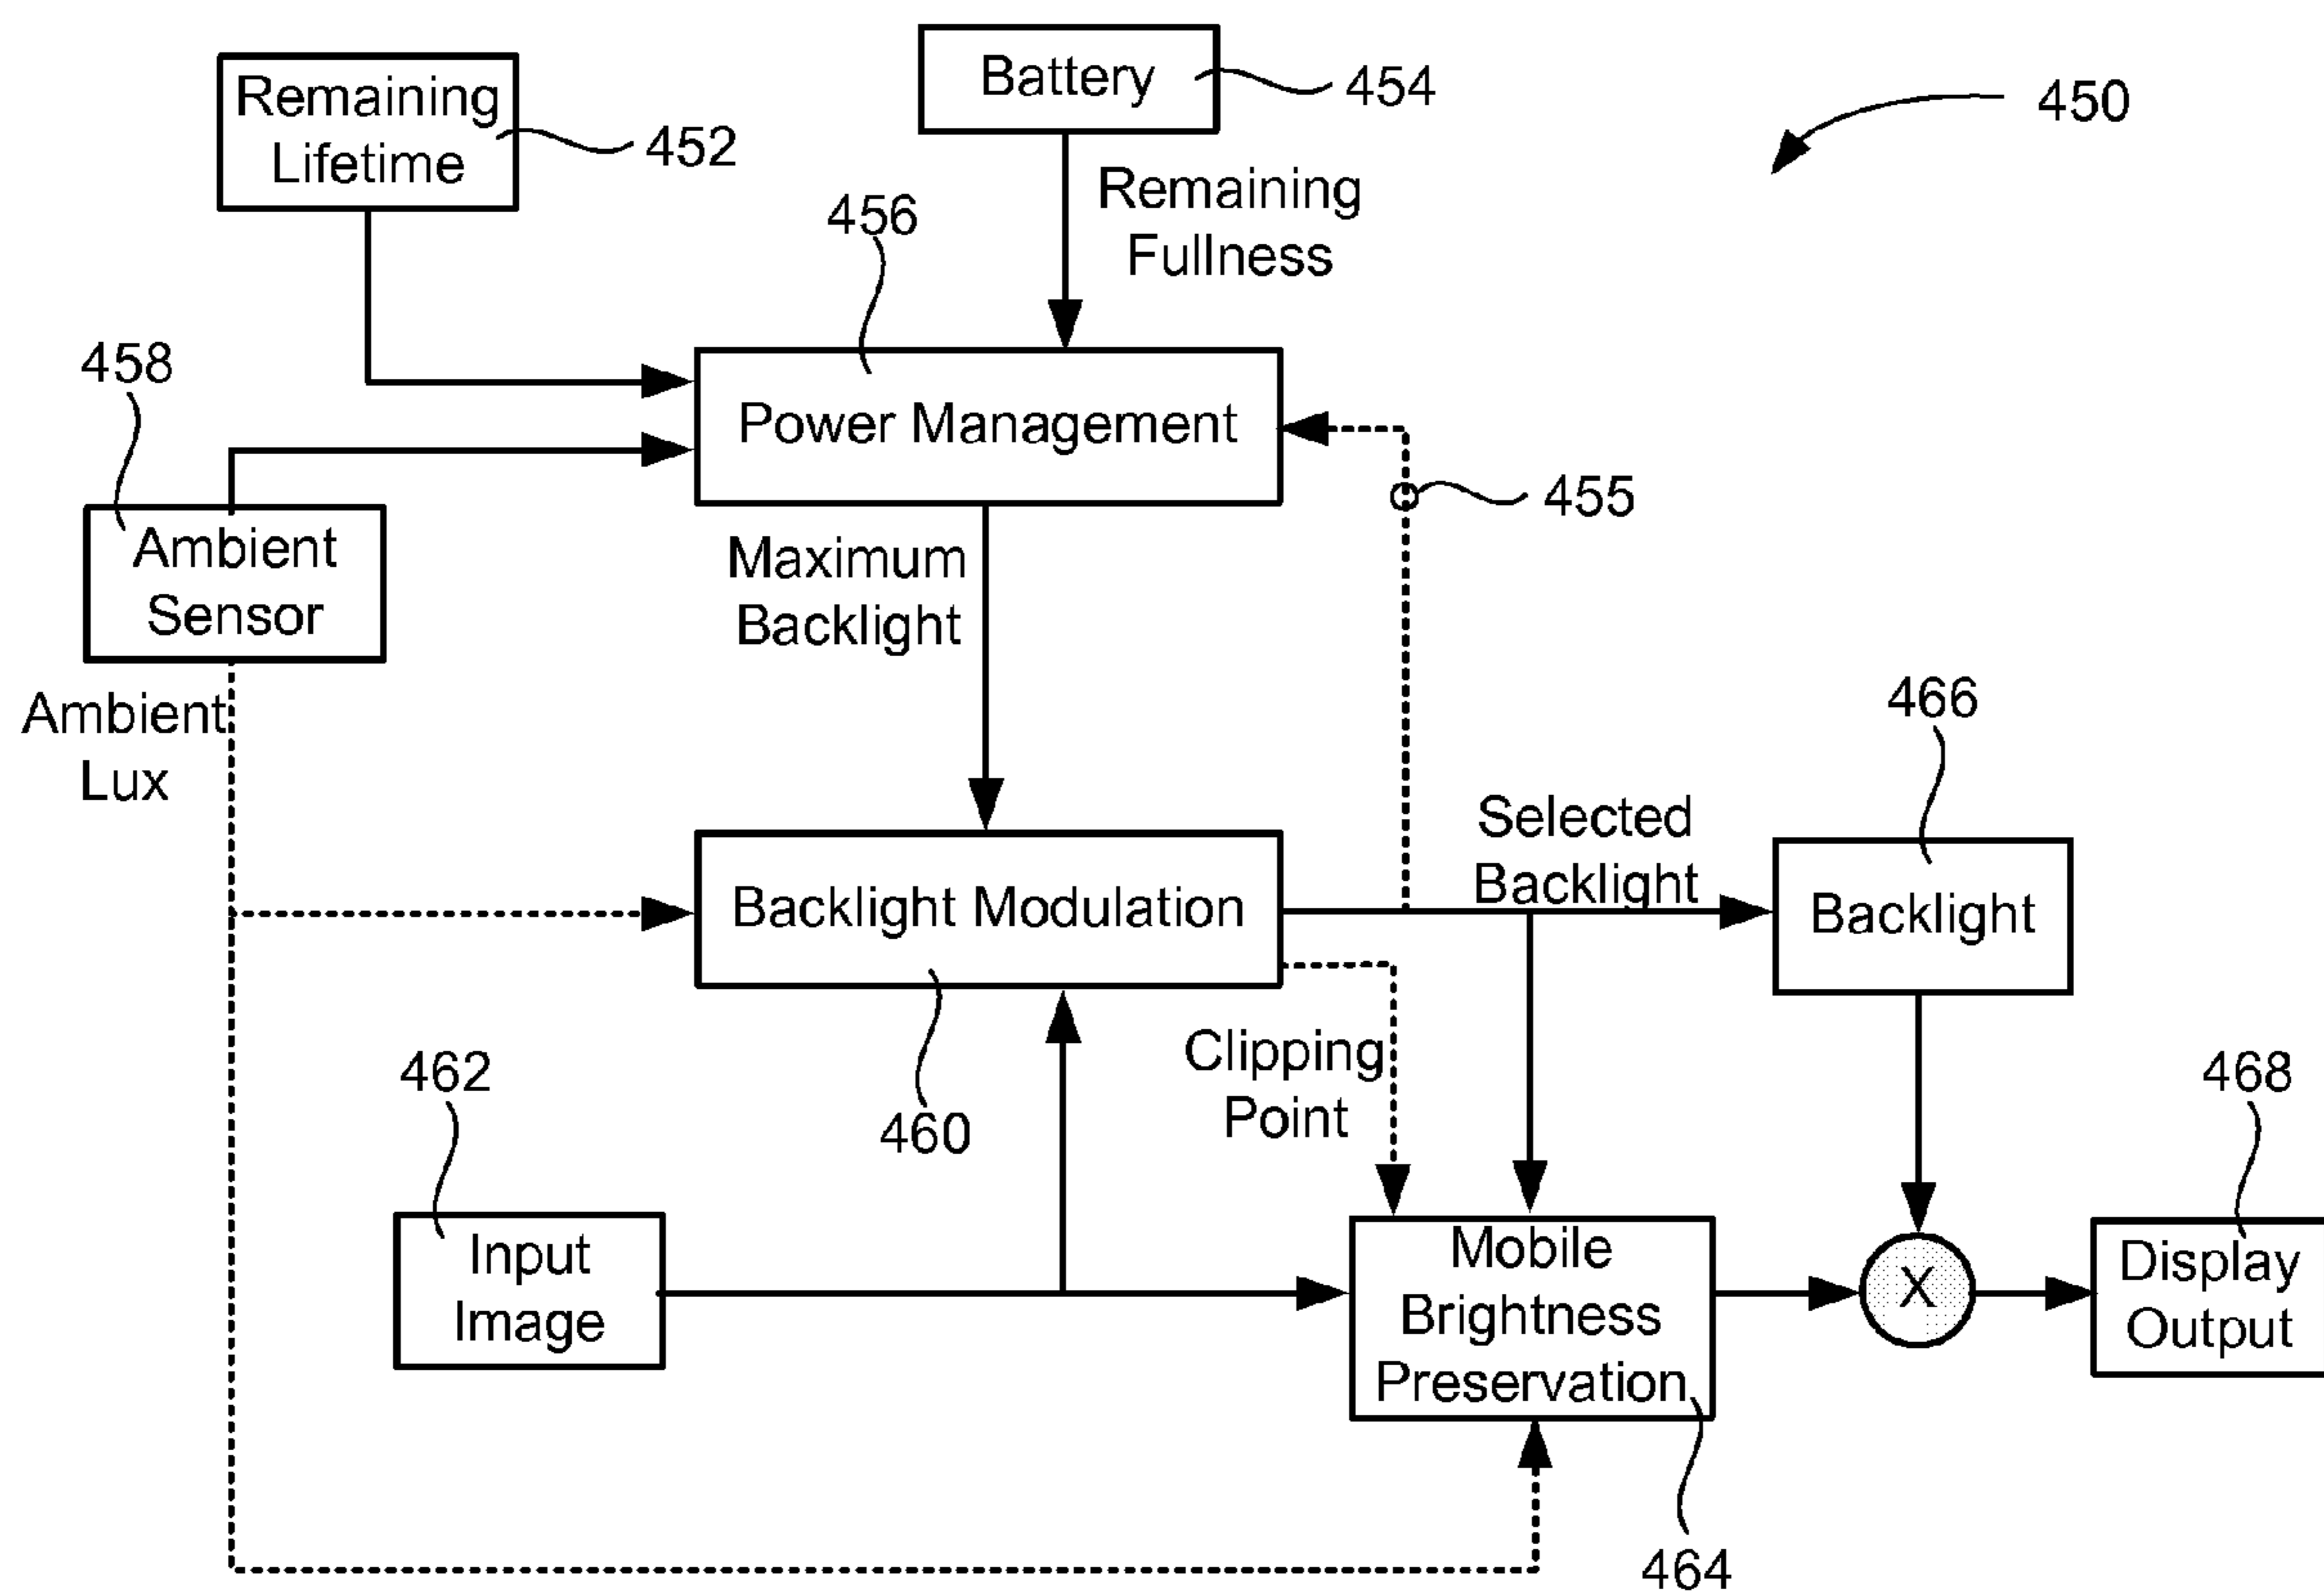 Remaining
Lifetime
452
Battery
454
450
Remaining
Fullness
456
458
Power Management
455
Ambient
Sensor
Maximum
Backlight
Ambient
Lux
466
Selected
Backlight
Backlight Modulation
Backlight
462
460
Clipping
Point
468
Input
Image
Mobile
Brightness
Preservation
X
Display
Output
464